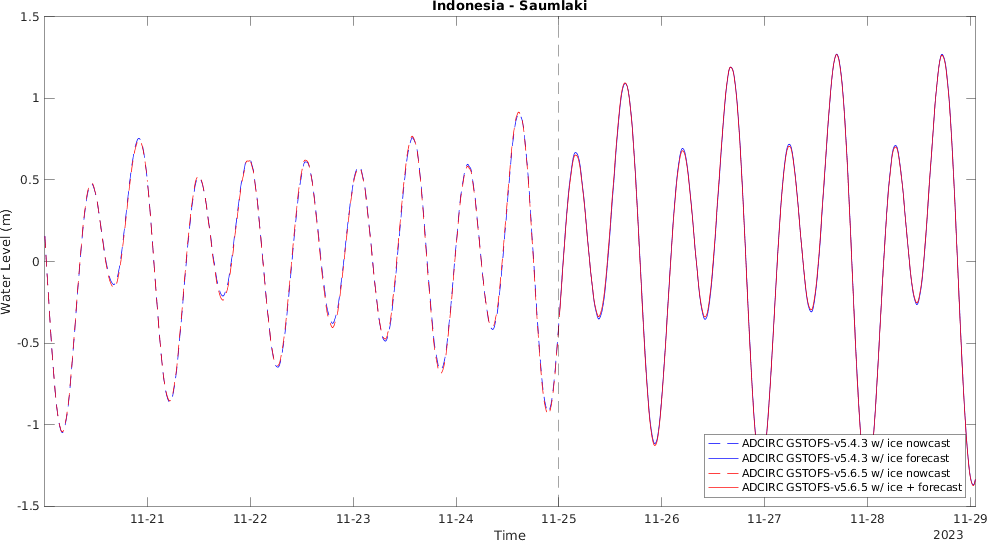 Indonesia - Saumlaki
1.5
1
0.5
0
-0.5
-1
-1.5
Water Level (m)
ADCIRC GSTOFS-v5.4.3 w/ ice nowcast
ADCIRC GSTOFS-v5.4.3 w/ ice forecast
ADCIRC GSTOFS-v5.6.5 w/ ice nowcast
ADCIRC GSTOFS-v5.6.5 w/ ice + forecast
11-21 11-22 11-23 11-24 11-25 11-26 11-27 11-28 11-29
Time
2023